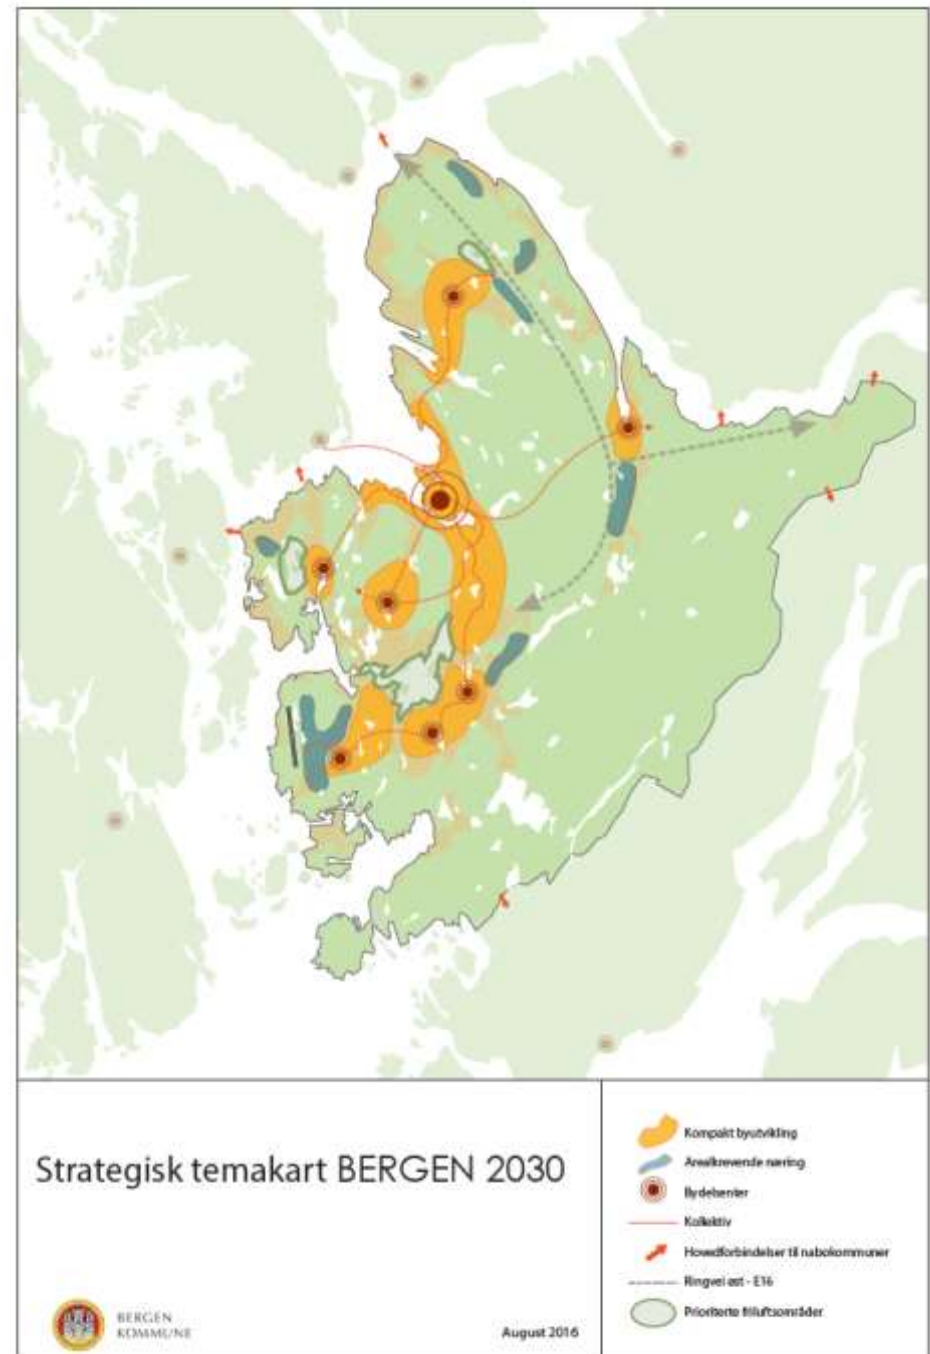 Strategisk temakart BERGEN 2030
BERGEN
KOMMUNE
August 2016
Kompakt byutvikling
Arealkrevende næring
Bydelsenter
Kollektiv
Hovedforbindelser til nabokommuner
Ringvei øst - E16
Prioriterte friluftsområder